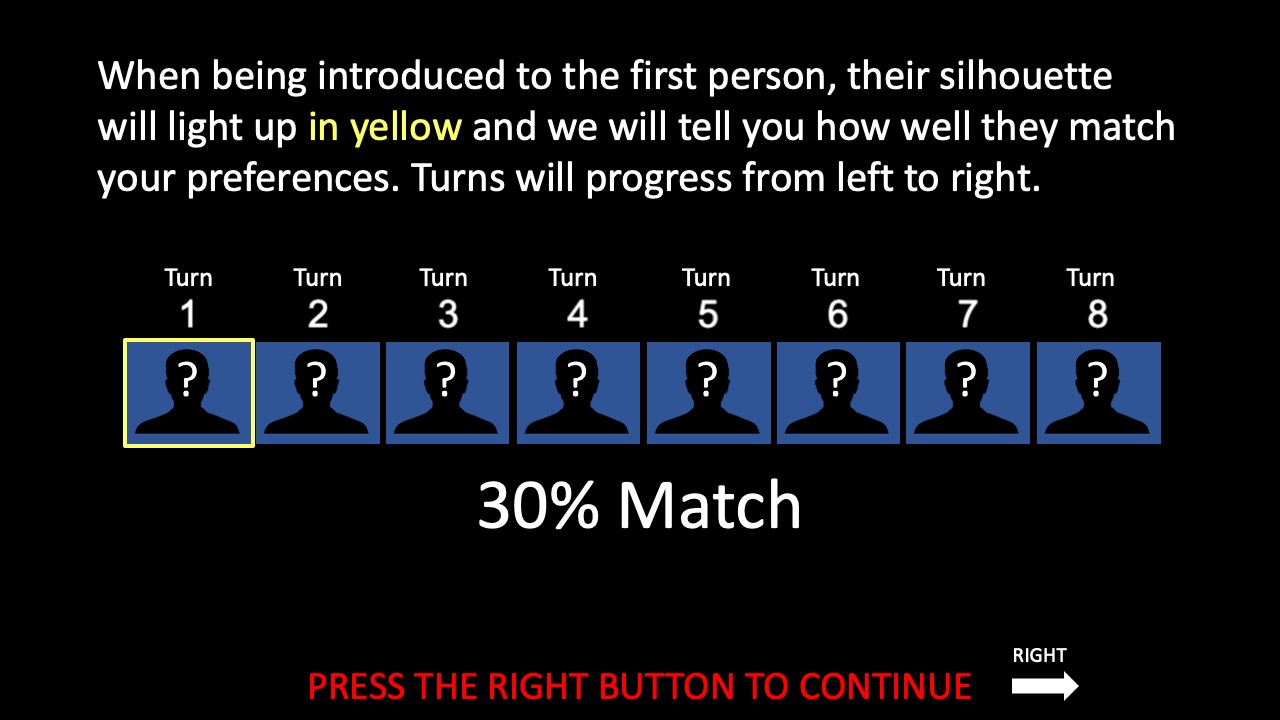 When being introduced to the first person, their silhouette
will light up in yellow and we will tell you how well they match
your preferences. Turns will progress from left to right.
Turn Turn Turn Turn Turn Turn Turn Turn
1 2 3 4 5 6 7 8
? ? ? ? ? ? ? ?
30% Match
RIGHT
PRESS THE RIGHT BUTTON TO CONTINUE